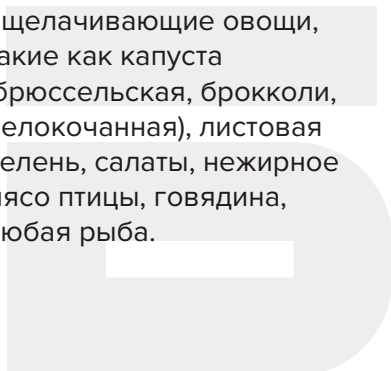 щелачивающие овощи,
акие как капуста
брюссельская, брокколи,
елокочанная), листовая
елень, салаты, нежирное
ясо птицы, говядина,
юбая рыба.